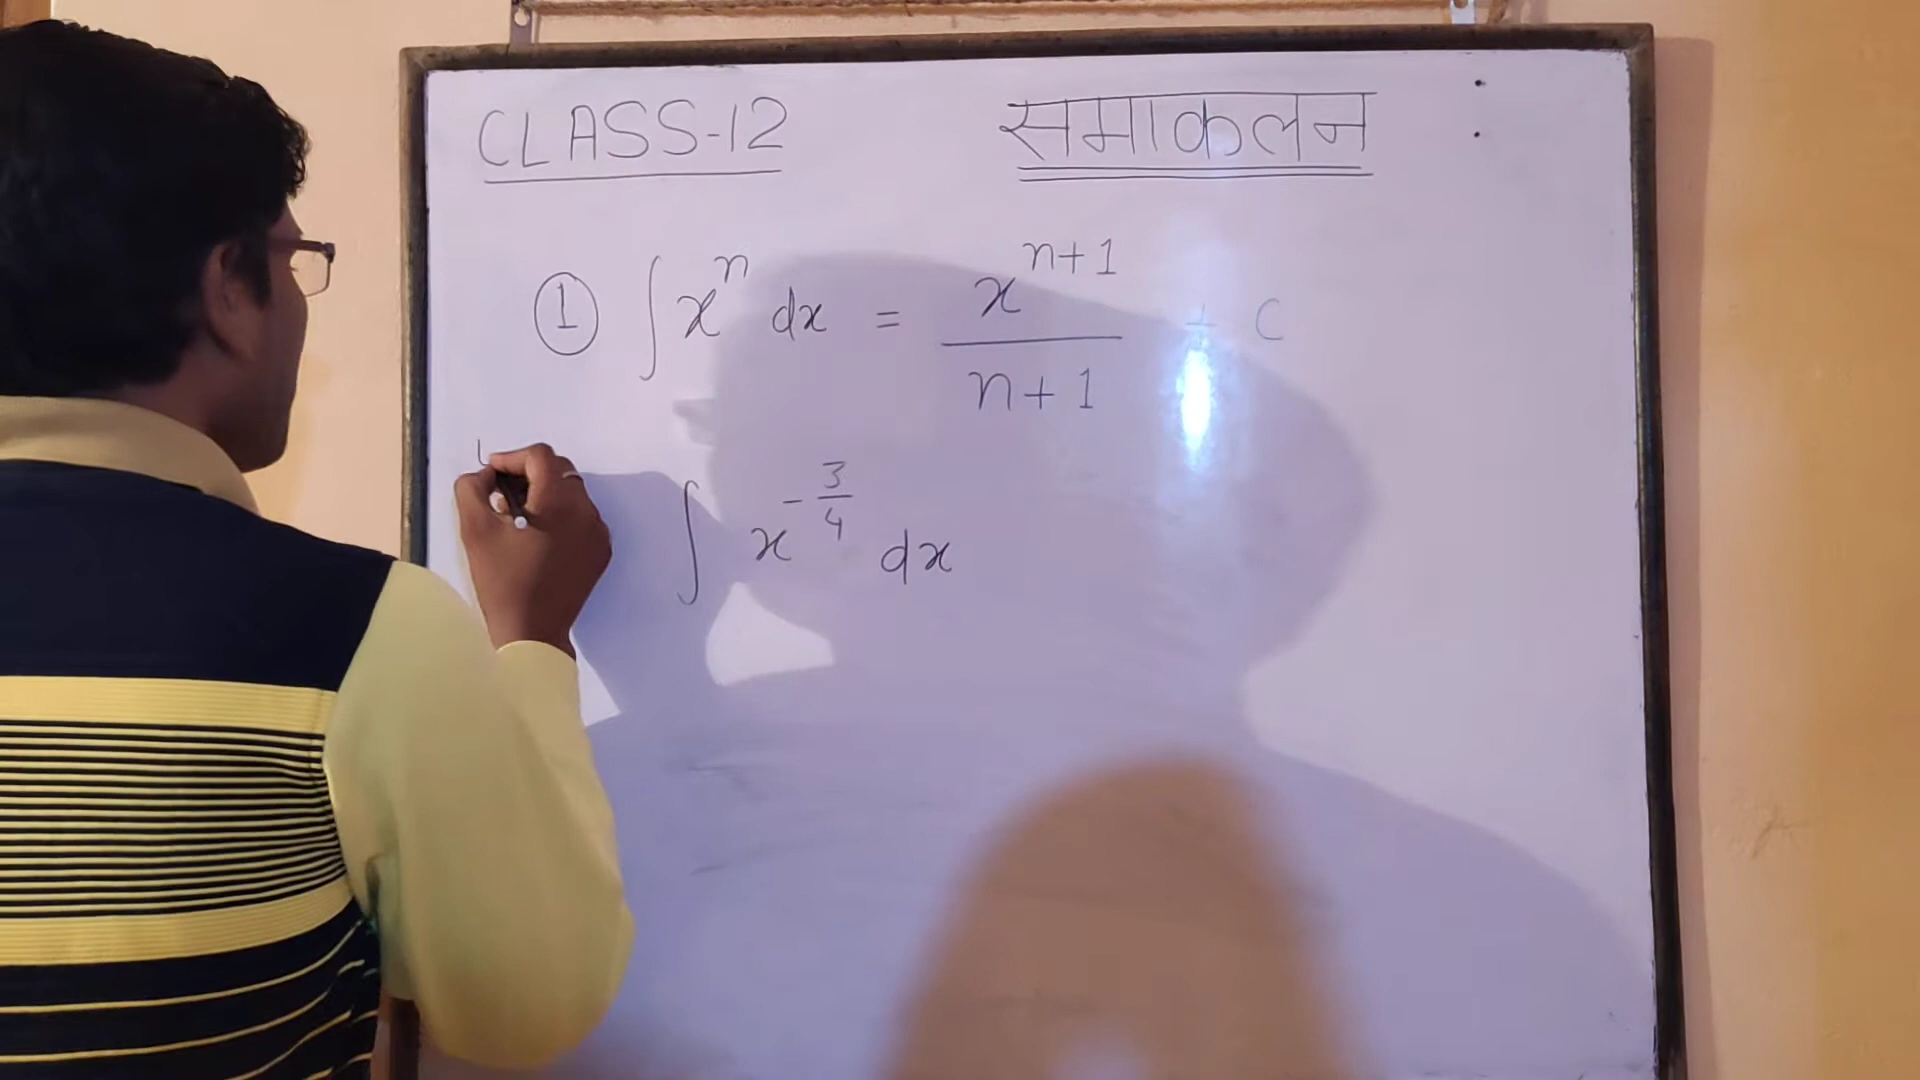 CLASS-12 समाकलन :
① ∫ xⁿ dx = x^(n+1) / (n+1) + C
∫ x^(-3/4) dx